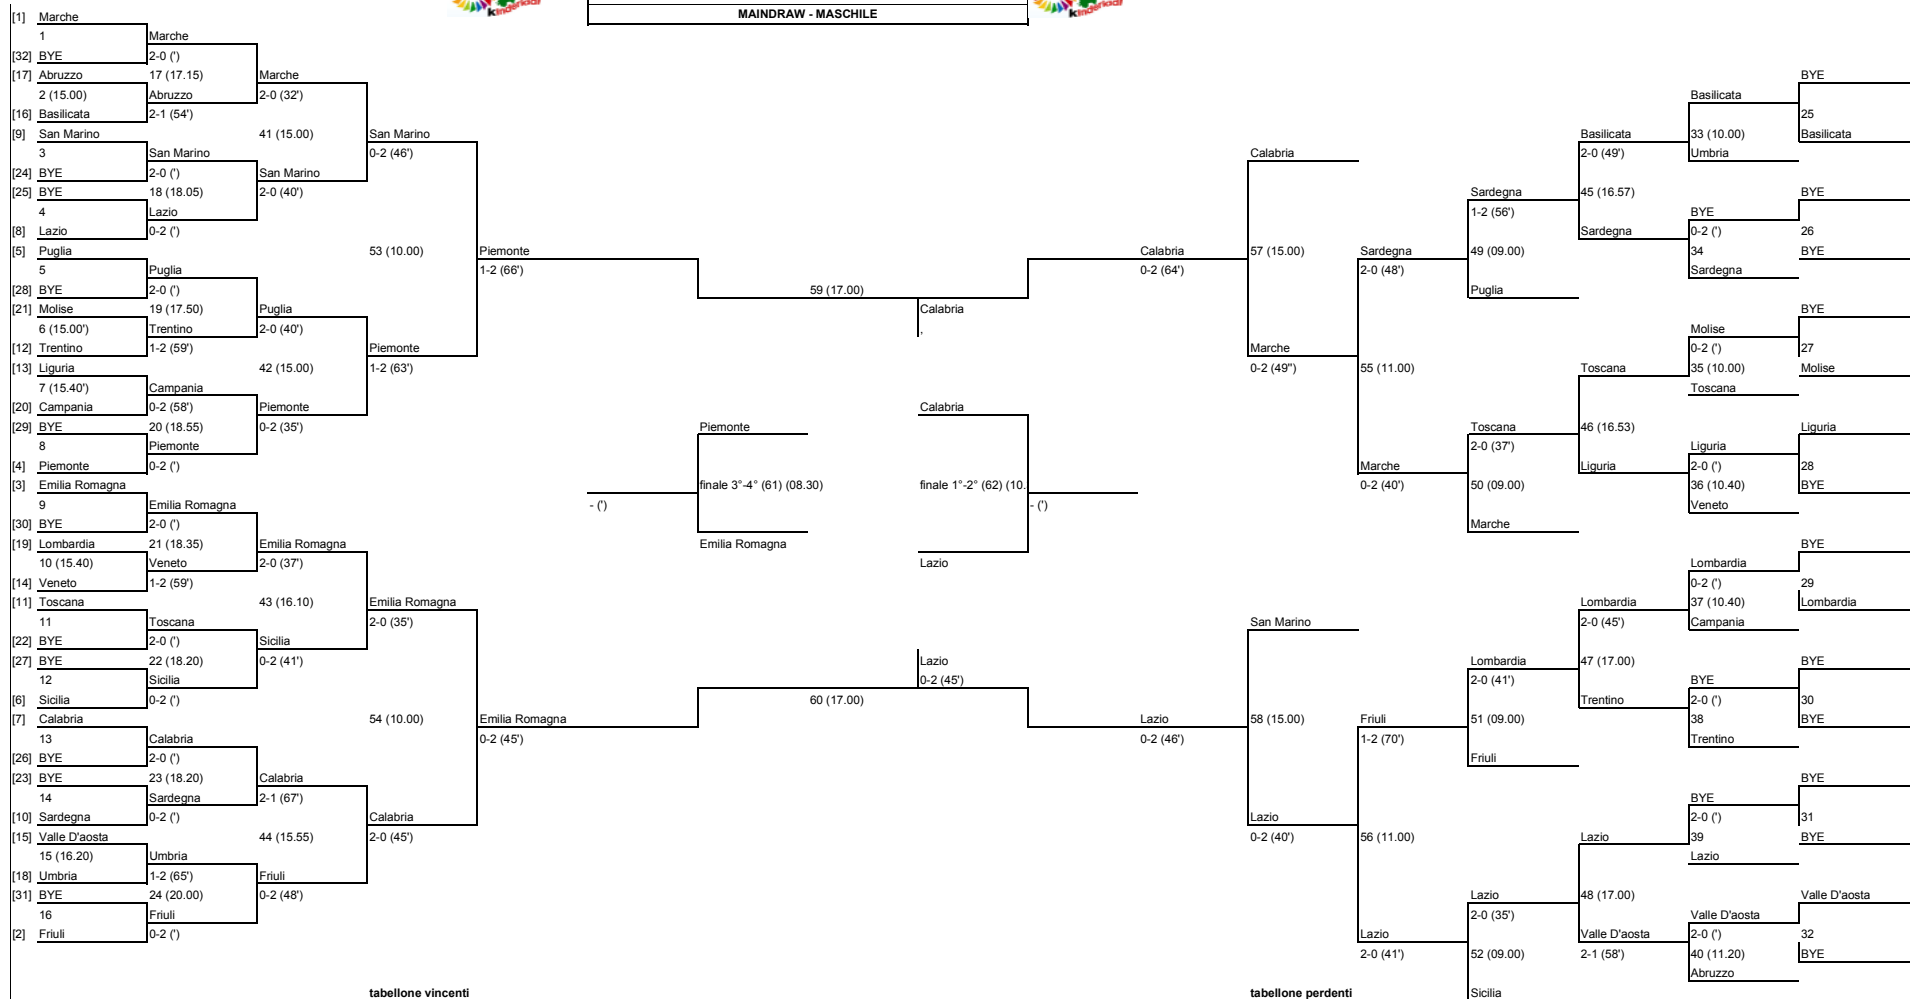 kinderiadi
MAINDRAW - MASCHILE
kinderiadi
[1] Marche
1
Marche
[32] BYE
2-0 (')
[17] Abruzzo
17 (17.15)
Marche
2 (15.00)
Abruzzo
2-0 (32')
[16] Basilicata
2-1 (54')
[9] San Marino
41 (15.00)
San Marino
3
San Marino
0-2 (46')
[24] BYE
2-0 (')
San Marino
[25] BYE
18 (18.05)
2-0 (40')
4
Lazio
[8] Lazio
0-2 (')
[5] Puglia
53 (10.00)
Piemonte
5
Puglia
1-2 (66')
[28] BYE
2-0 (')
[21] Molise
19 (17.50)
Puglia
6 (15.00')
Trentino
2-0 (40')
[12] Trentino
1-2 (59')
Piemonte
[13] Liguria
42 (15.00)
1-2 (63')
7 (15.40')
Campania
[20] Campania
0-2 (58')
Piemonte
[29] BYE
20 (18.55)
0-2 (35')
8
Piemonte
[4] Piemonte
0-2 (')
[3] Emilia Romagna
9
Emilia Romagna
[30] BYE
2-0 (')
[19] Lombardia
21 (18.35)
Emilia Romagna
10 (15.40)
Veneto
2-0 (37')
[14] Veneto
1-2 (59')
[11] Toscana
43 (16.10)
Emilia Romagna
11
Toscana
2-0 (35')
[22] BYE
2-0 (')
Sicilia
[27] BYE
22 (18.20)
0-2 (41')
12
Sicilia
[6] Sicilia
0-2 (')
[7] Calabria
54 (10.00)
Emilia Romagna
13
Calabria
0-2 (45')
[26] BYE
2-0 (')
[23] BYE
23 (18.20)
Calabria
14
Sardegna
2-1 (67')
[10] Sardegna
0-2 (')
Calabria
[15] Valle D'aosta
44 (15.55)
2-0 (45')
15 (16.20)
Umbria
[18] Umbria
1-2 (65')
Friuli
[31] BYE
24 (20.00)
0-2 (48')
16
Friuli
[2] Friuli
0-2 (')
tabellone vincenti
59 (17.00)
Calabria
,
Piemonte
finale 3°-4° (61) (08.30)
- (')
Emilia Romagna
Calabria
finale 1°-2° (62) (10.
- (')
Lazio
Lazio
0-2 (45')
60 (17.00)
Calabria
Calabria
0-2 (64')
57 (15.00)
Marche
0-2 (49'')
San Marino
Lazio
0-2 (46')
58 (15.00)
Lazio
0-2 (40')
Sardegna
2-0 (48')
55 (11.00)
Marche
0-2 (40')
Friuli
1-2 (70')
56 (11.00)
Lazio
2-0 (41')
Sardegna
1-2 (56')
49 (09.00)
Puglia
Toscana
2-0 (37')
50 (09.00)
Marche
Lombardia
2-0 (41')
51 (09.00)
Friuli
Lazio
2-0 (35')
52 (09.00)
Sicilia
Basilicata
2-0 (49')
45 (16.57)
Sardegna
Toscana
46 (16.53)
Liguria
Lombardia
2-0 (45')
47 (17.00)
Trentino
Lazio
48 (17.00)
Valle D'aosta
2-1 (58')
Basilicata
33 (10.00)
Umbria
BYE
0-2 (')
34
Sardegna
Molise
0-2 (')
35 (10.00)
Toscana
Liguria
2-0 (')
36 (10.40)
Veneto
Lombardia
0-2 (')
37 (10.40)
Campania
BYE
2-0 (')
38
Trentino
BYE
2-0 (')
39
Lazio
Valle D'aosta
2-0 (')
40 (11.20)
Abruzzo
BYE
25
Basilicata
BYE
26
BYE
BYE
27
Molise
Liguria
28
BYE
BYE
29
Lombardia
BYE
30
BYE
BYE
31
BYE
Valle D'aosta
32
BYE
tabellone perdenti